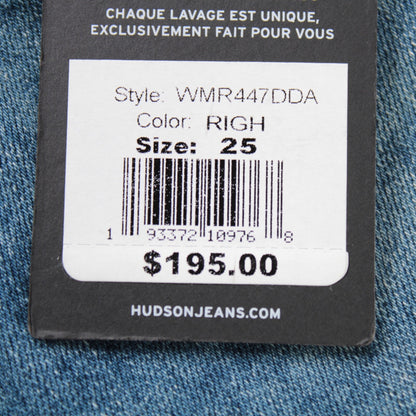 CHAQUE LAVAGE EST UNIQUE,
EXCLUSIVEMENT FAIT POUR VOUS
Style: WMR447DDA
Color: RIGH
Size: 25
1 93372 10976 8
$195.00
HUDSONJEANS.COM